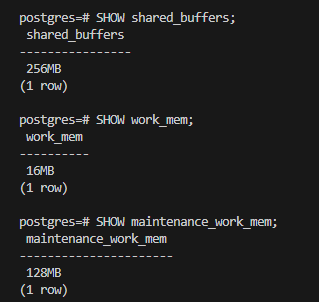 postgres=# SHOW shared_buffers;
 shared_buffers
----------------
 256MB
(1 row)

postgres=# SHOW work_mem;
 work_mem
----------
 16MB
(1 row)

postgres=# SHOW maintenance_work_mem;
 maintenance_work_mem
----------------------
 128MB
(1 row)